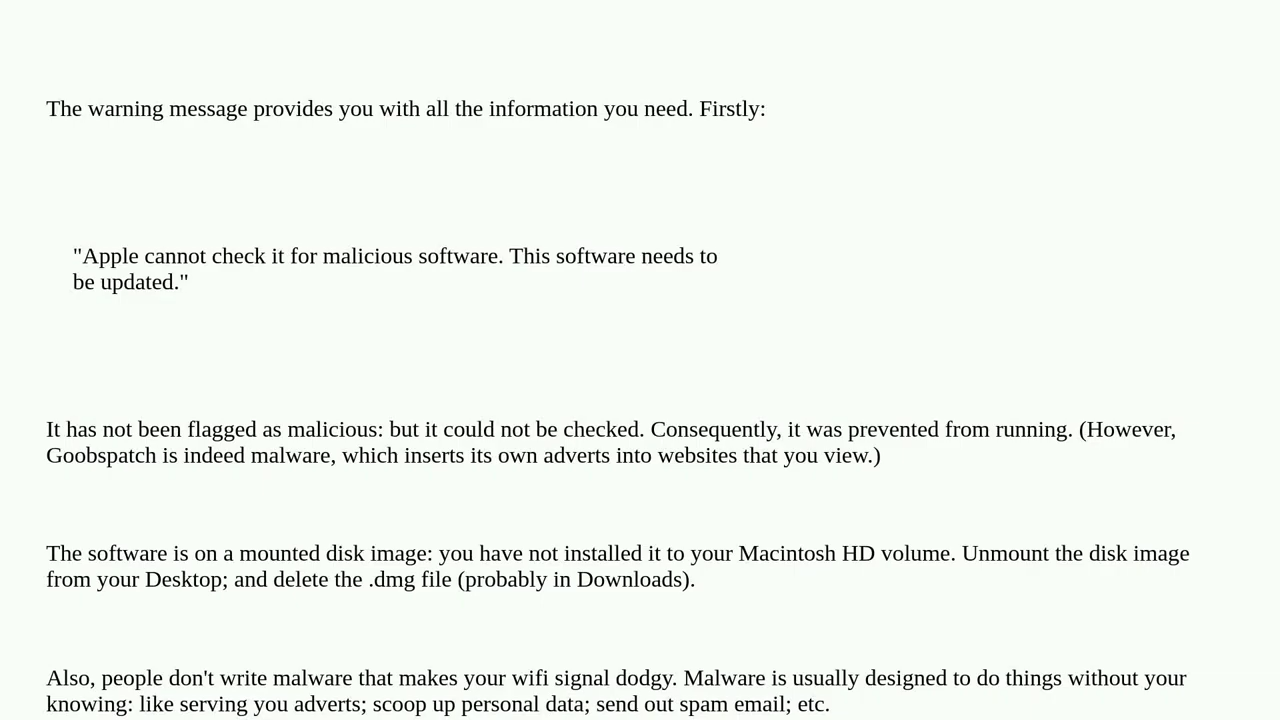 The warning message provides you with all the information you need. Firstly:
"Apple cannot check it for malicious software. This software needs to
be updated."
It has not been flagged as malicious: but it could not be checked. Consequently, it was prevented from running. (However,
Goobspatch is indeed malware, which inserts its own adverts into websites that you view.)
The software is on a mounted disk image: you have not installed it to your Macintosh HD volume. Unmount the disk image
from your Desktop; and delete the .dmg file (probably in Downloads).
Also, people don't write malware that makes your wifi signal dodgy. Malware is usually designed to do things without your
knowing: like serving you adverts; scoop up personal data; send out spam email; etc.